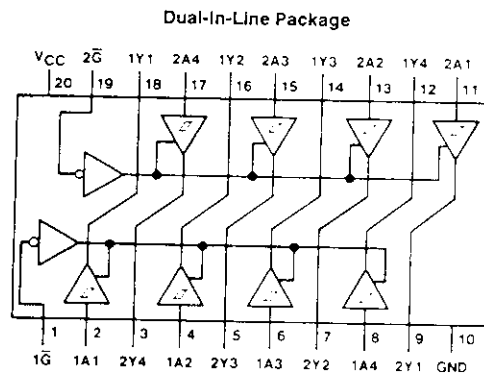 Dual-In-Line Package
VCC 2G̅ 1Y1 2A4 1Y2 2A3 1Y3 2A2 1Y4 2A1
20 19 18 17 16 15 14 13 12 11
1 2 3 4 5 6 7 8 9 10
1G̅ 1A1 2Y4 1A2 2Y3 1A3 2Y2 1A4 2Y1 GND